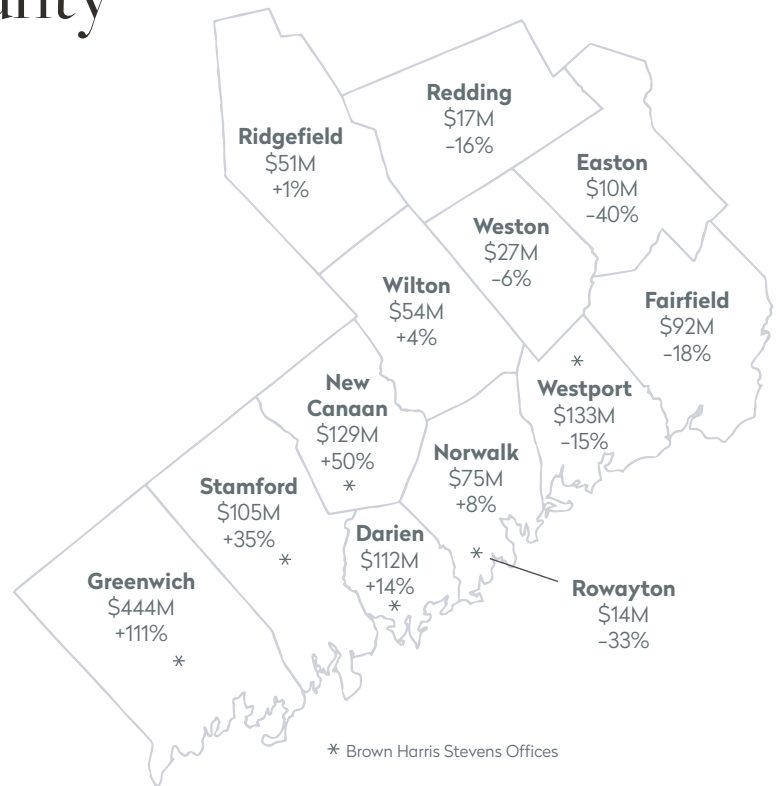 Redding
$17M
-16%
Ridgefield
$51M
+1%
Easton
$10M
-40%
Weston
$27M
-6%
Wilton
$54M
+4%
Fairfield
$92M
-18%
*
Westport
$133M
-15%
New
Canaan
$129M
+50%
*
Norwalk
$75M
+8%
*
Stamford
$105M
+35%
*
Darien
$112M
+14%
*
Greenwich
$444M
+111%
*
Rowayton
$14M
-33%
* Brown Harris Stevens Offices